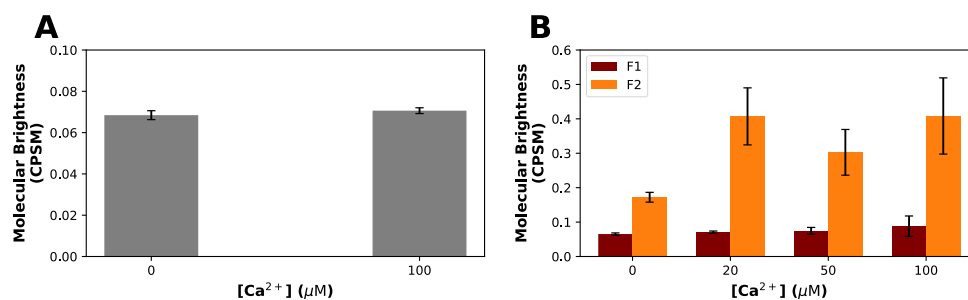 A
Molecular Brightness
(CPSM)
0.10
0.08
0.06
0.04
0.02
0.00
0
100
[Ca²⁺] (μM)
B
Molecular Brightness
(CPSM)
0.6
0.5
0.4
0.3
0.2
0.1
0.0
F1
F2
0
20
50
100
[Ca²⁺] (μM)